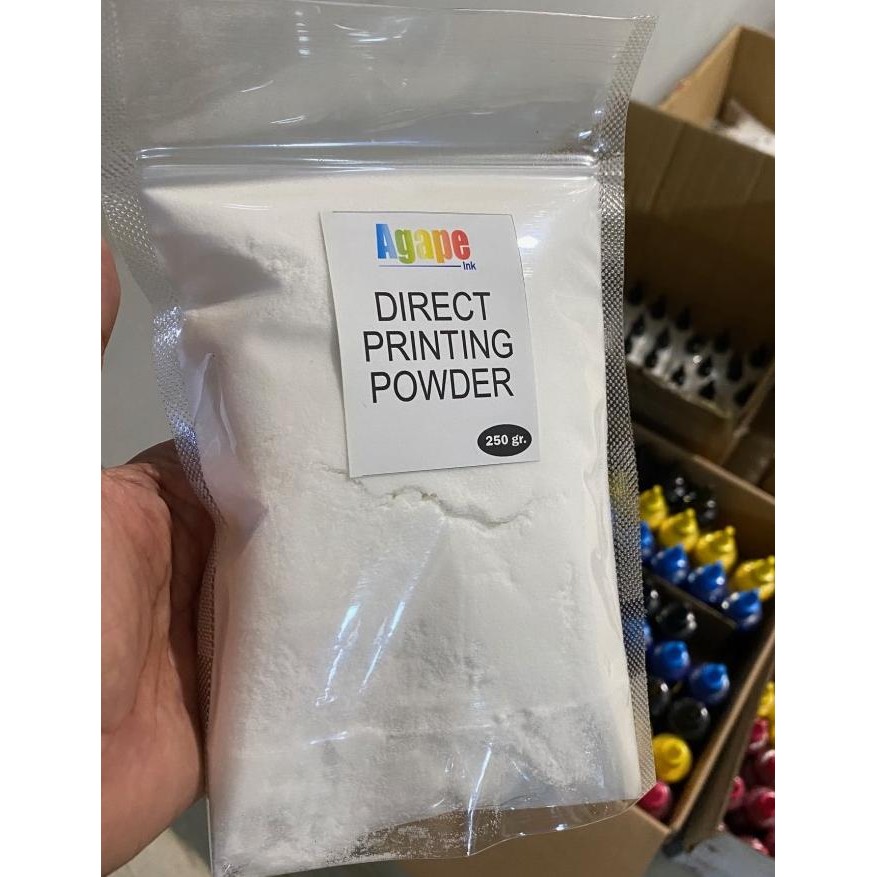 Agape
Ink
DIRECT
PRINTING
POWDER
250 gr.